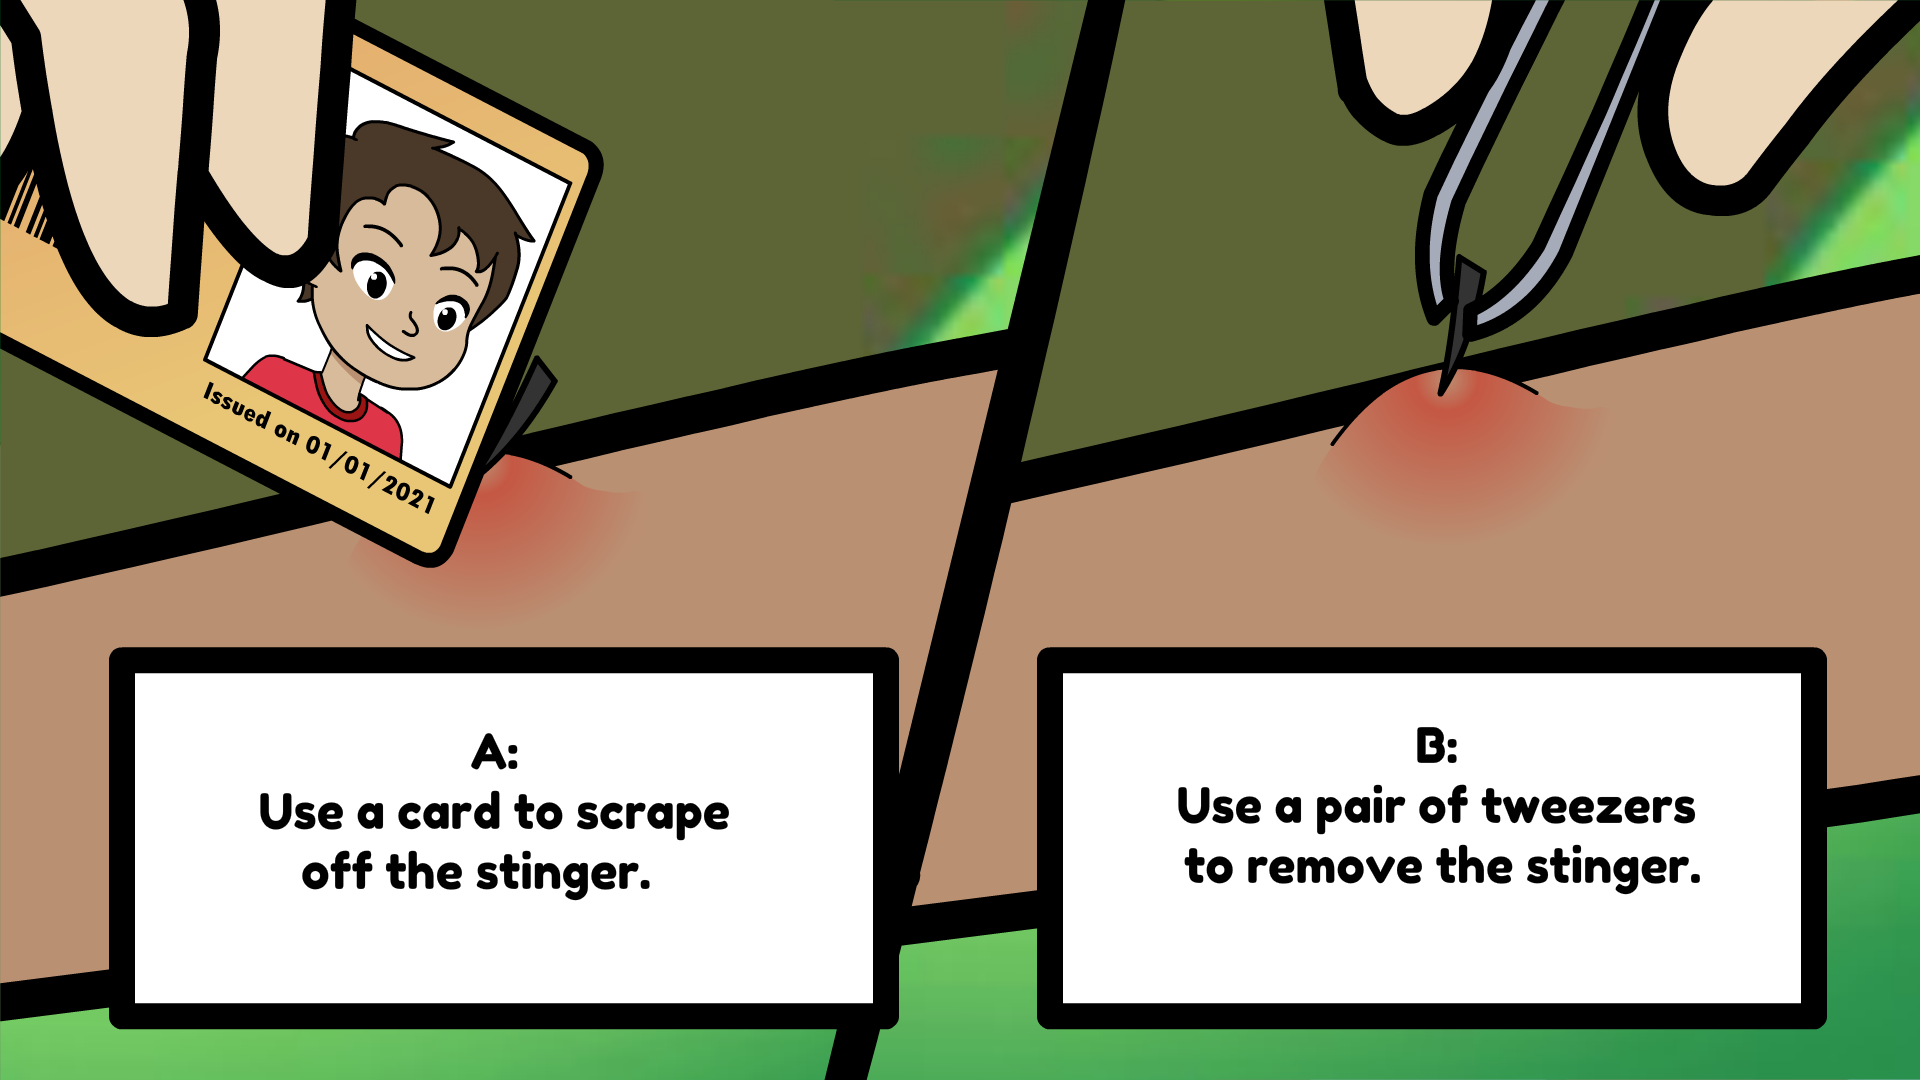 Issued on 01/01/2021
A:
Use a card to scrape
off the stinger.
B:
Use a pair of tweezers
to remove the stinger.